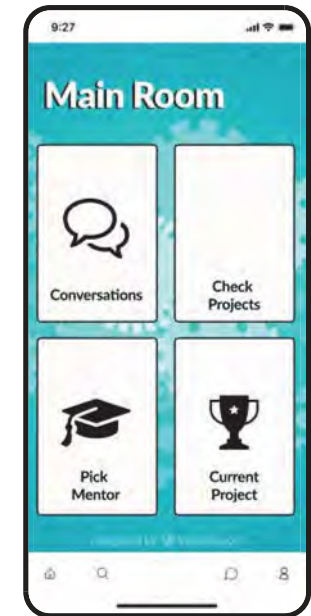 9:27
Main Room
Conversations
Check
Projects
Pick
Mentor
Current
Project